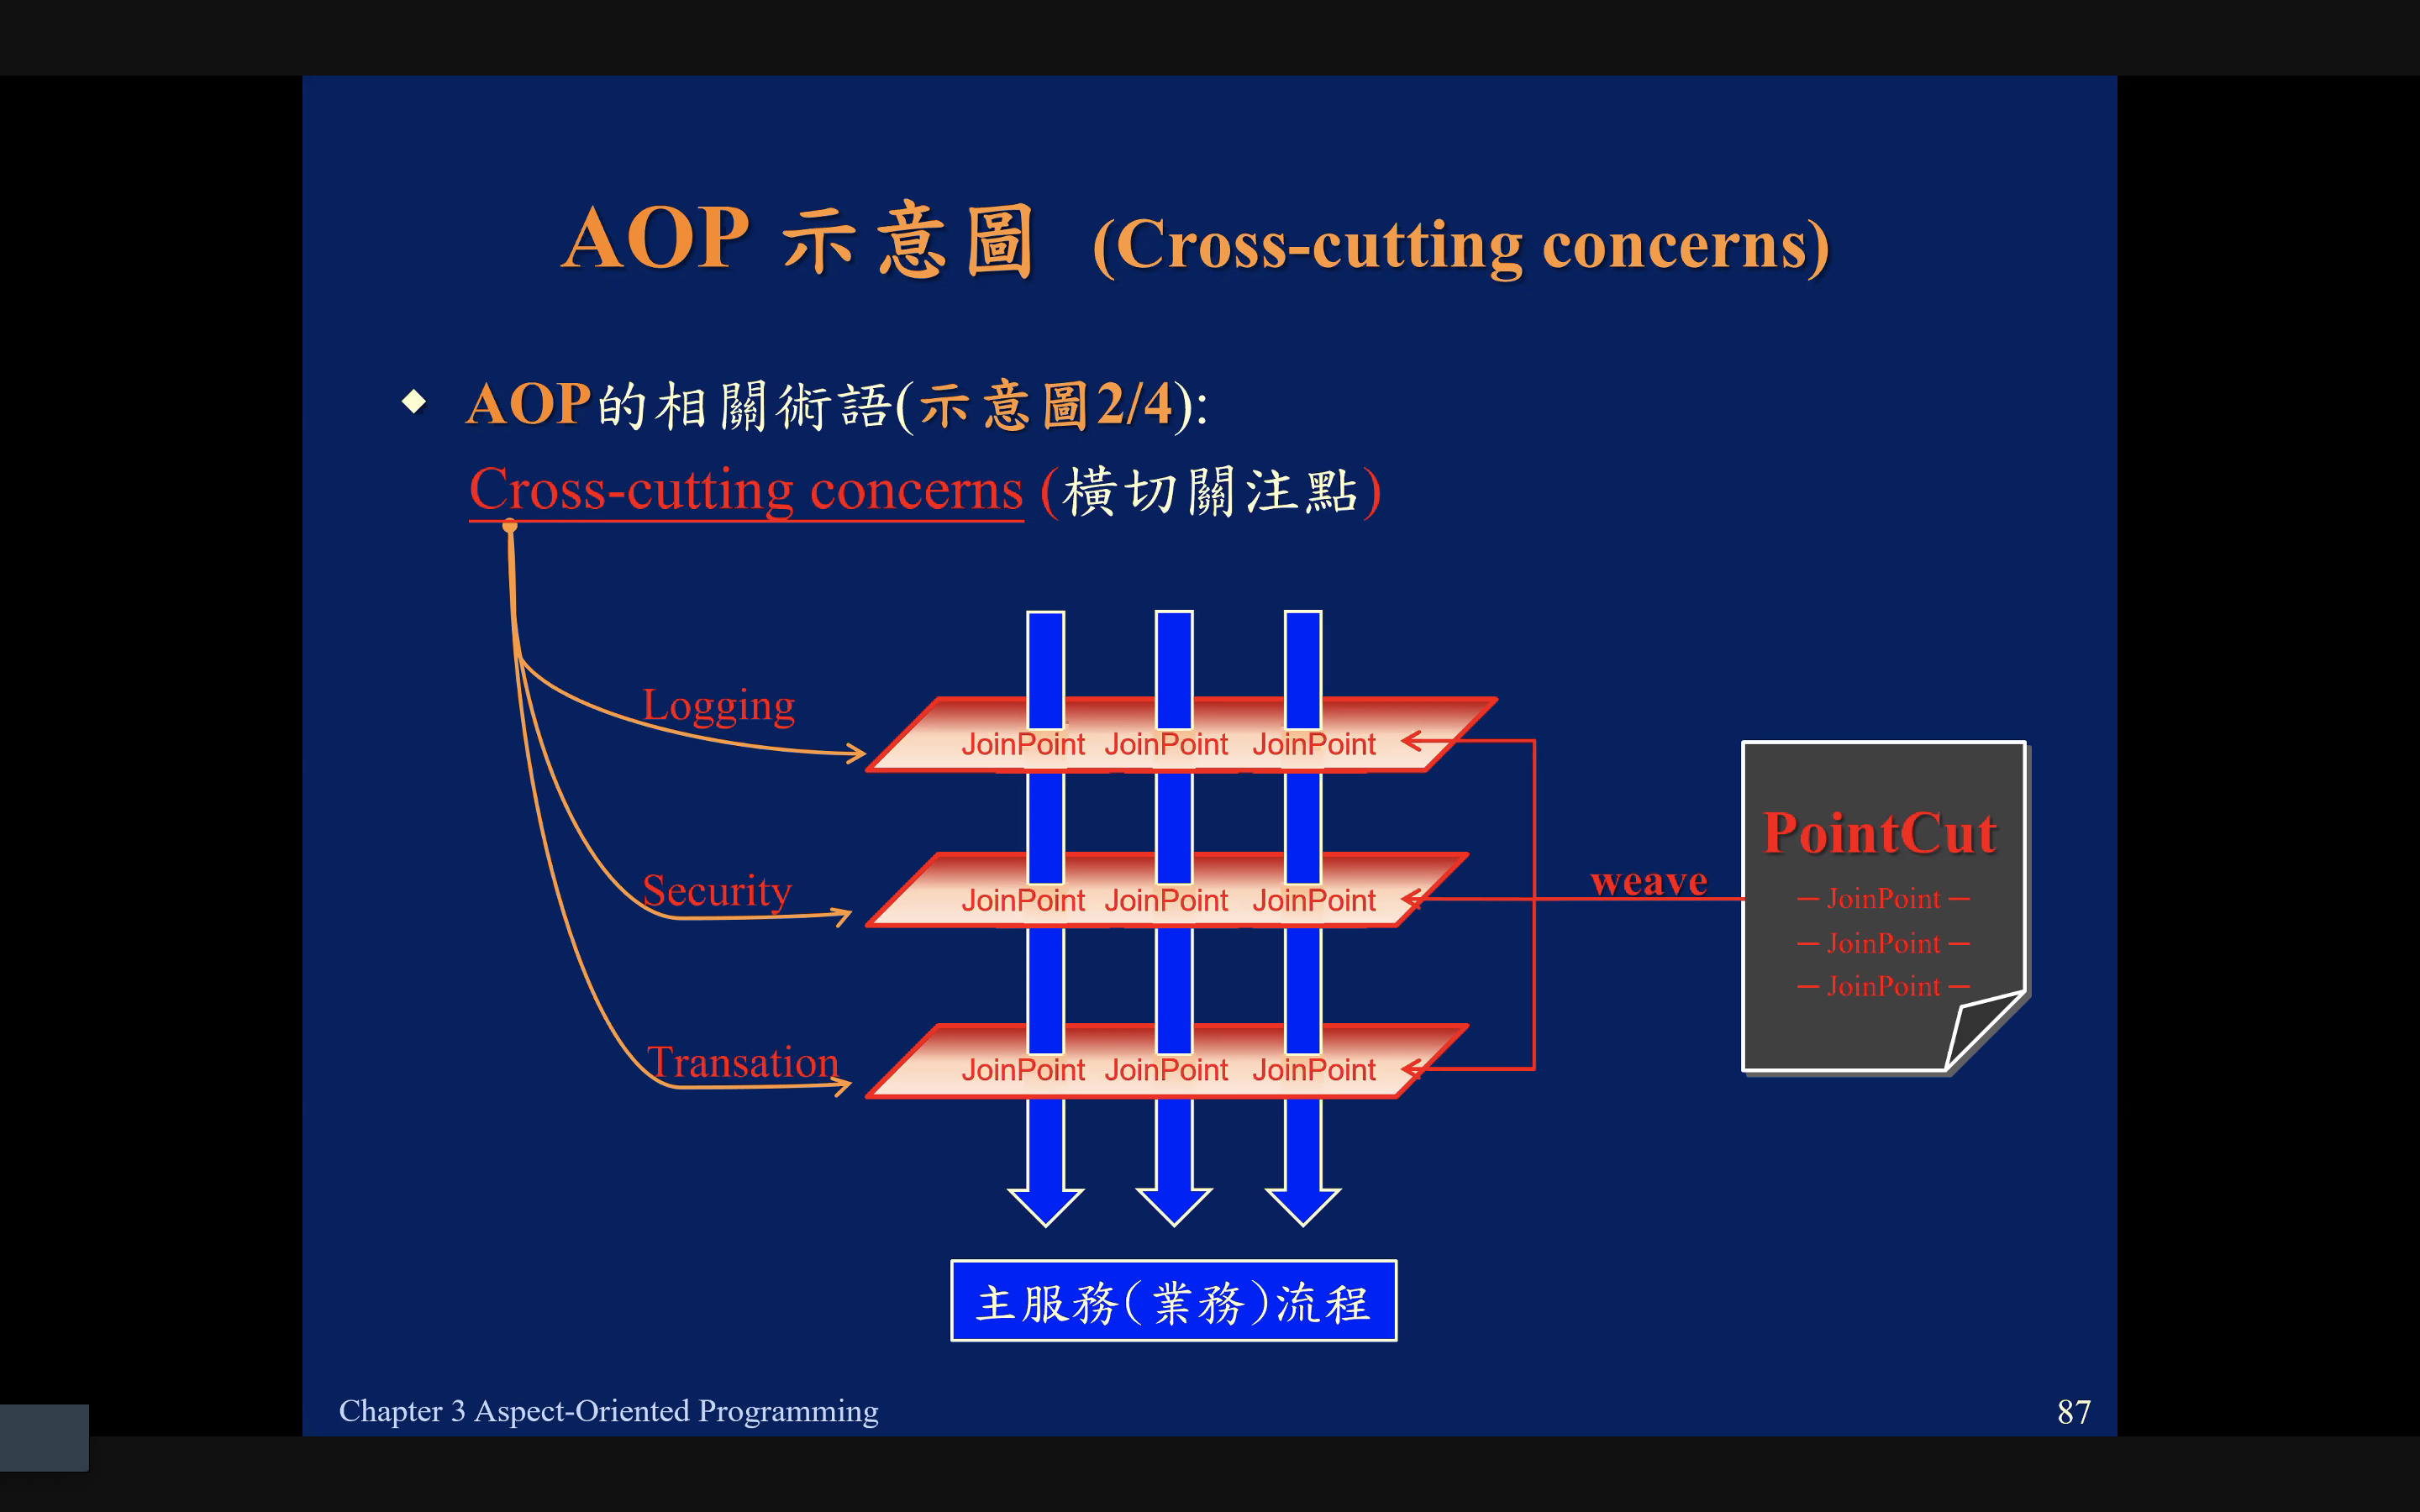 AOP 示意圖 (Cross-cutting concerns)
AOP的相關術語(示意圖2/4):
Cross-cutting concerns (橫切關注點)
Logging
JoinPoint JoinPoint JoinPoint
Security
JoinPoint JoinPoint JoinPoint
Transation
JoinPoint JoinPoint JoinPoint
weave
PointCut
— JoinPoint —
— JoinPoint —
— JoinPoint —
主服務(業務)流程
Chapter 3 Aspect-Oriented Programming
87